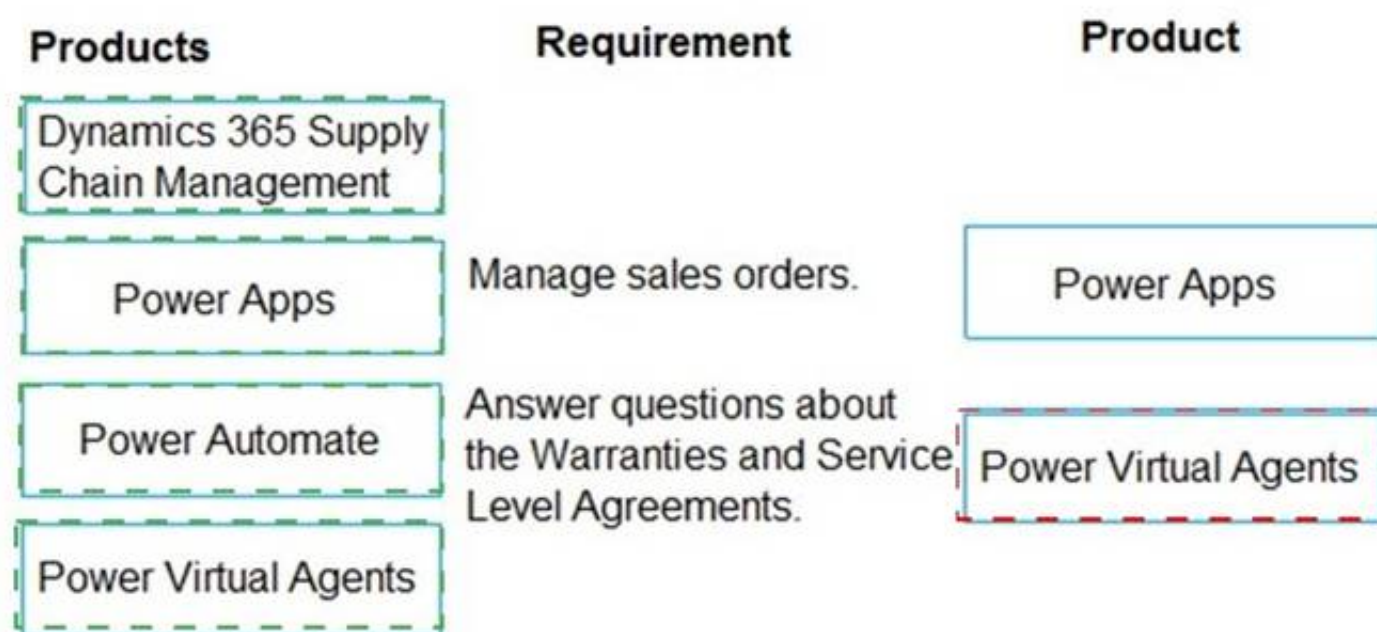 Products
Requirement
Product
Dynamics 365 Supply
Chain Management
Power Apps
Manage sales orders.
Power Apps
Power Automate
Answer questions about
the Warranties and Service
Level Agreements.
Power Virtual Agents
Power Virtual Agents